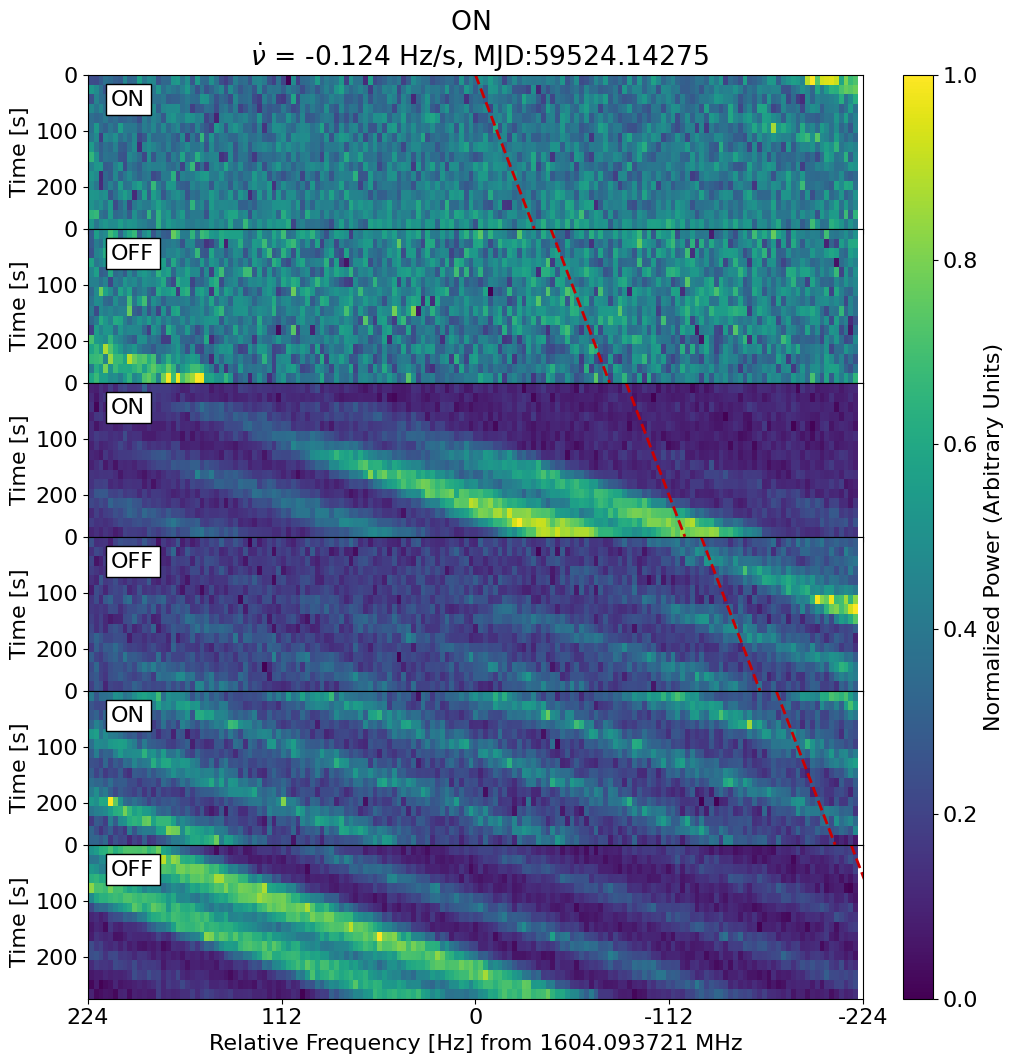 ON
ν̇ = -0.124 Hz/s, MJD:59524.14275
0
100
200
Time [s]
ON
0
100
200
Time [s]
OFF
0
100
200
Time [s]
ON
0
100
200
Time [s]
OFF
0
100
200
Time [s]
ON
0
100
200
Time [s]
OFF
224 112 0 -112 -224
Relative Frequency [Hz] from 1604.093721 MHz
1.0
0.8
0.6
0.4
0.2
0.0
Normalized Power (Arbitrary Units)